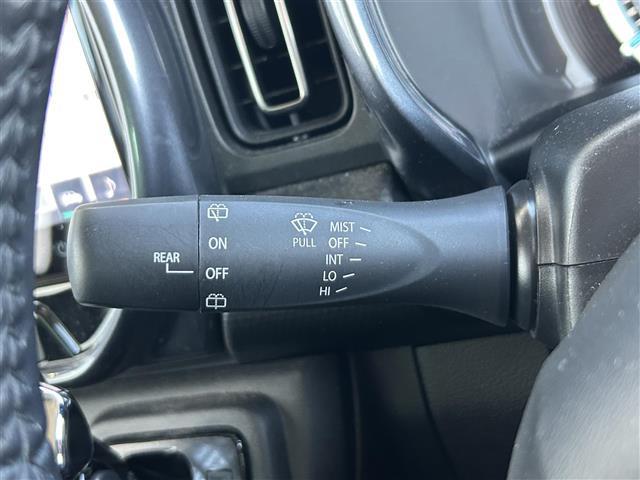 REAR
ON
OFF
PULL
MIST
OFF
INT
LO
HI